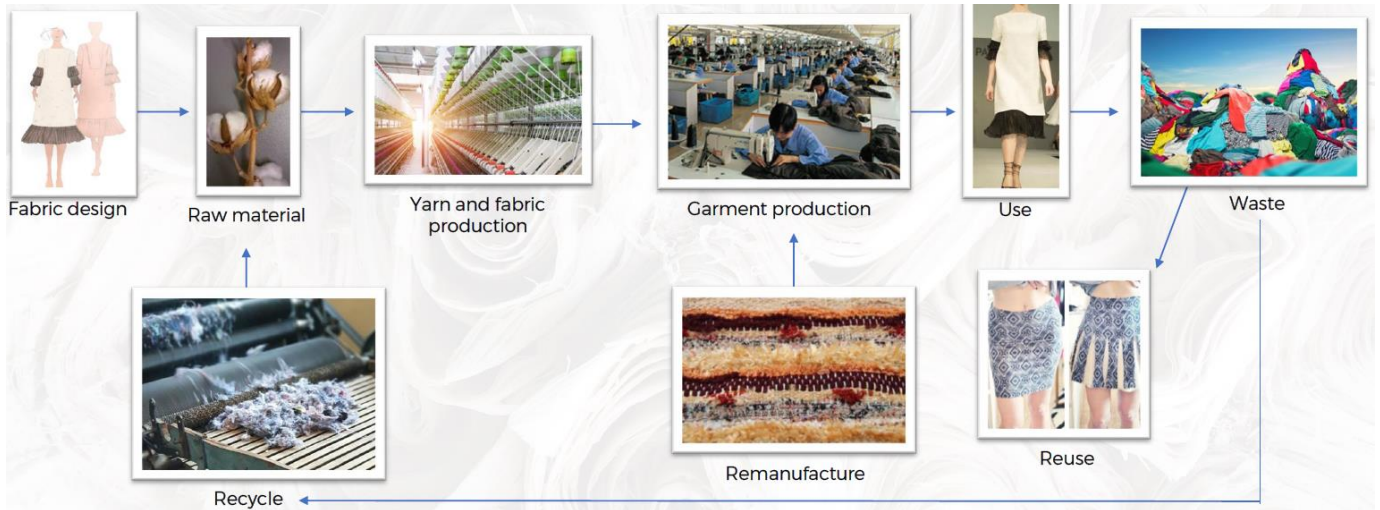 Fabric design
Raw material
Yarn and fabric
production
Garment production
Use
Waste
Recycle
Remanufacture
Reuse